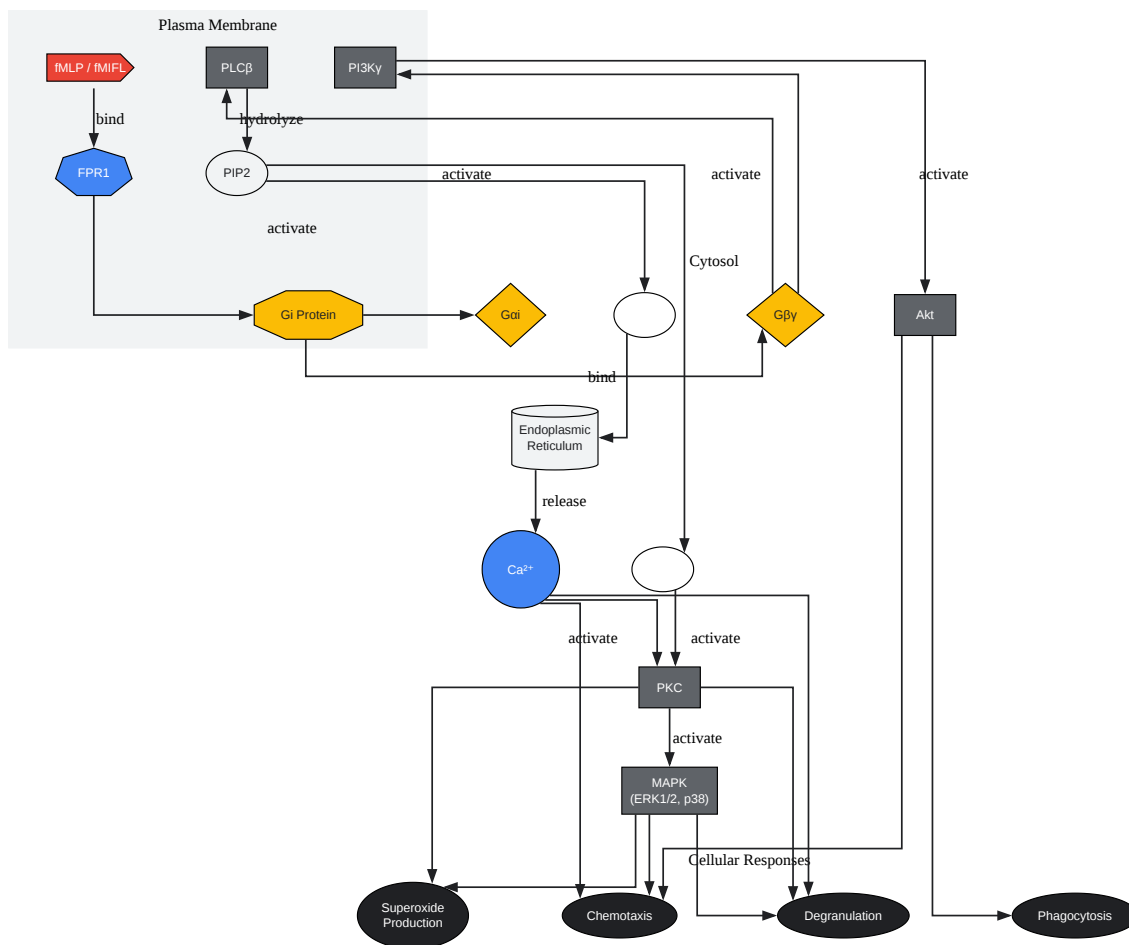 Plasma Membrane
fMLP / fMIFL
PLCβ
PI3Kγ
bind
hydrolyze
FPR1
PIP2
activate
activate
activate
activate
Cytosol
Gi Protein
Gαi
Gβγ
Akt
bind
Endoplasmic
Reticulum
release
Ca²⁺
activate
activate
PKC
activate
MAPK
(ERK1/2, p38)
Cellular Responses
Superoxide
Production
Chemotaxis
Degranulation
Phagocytosis